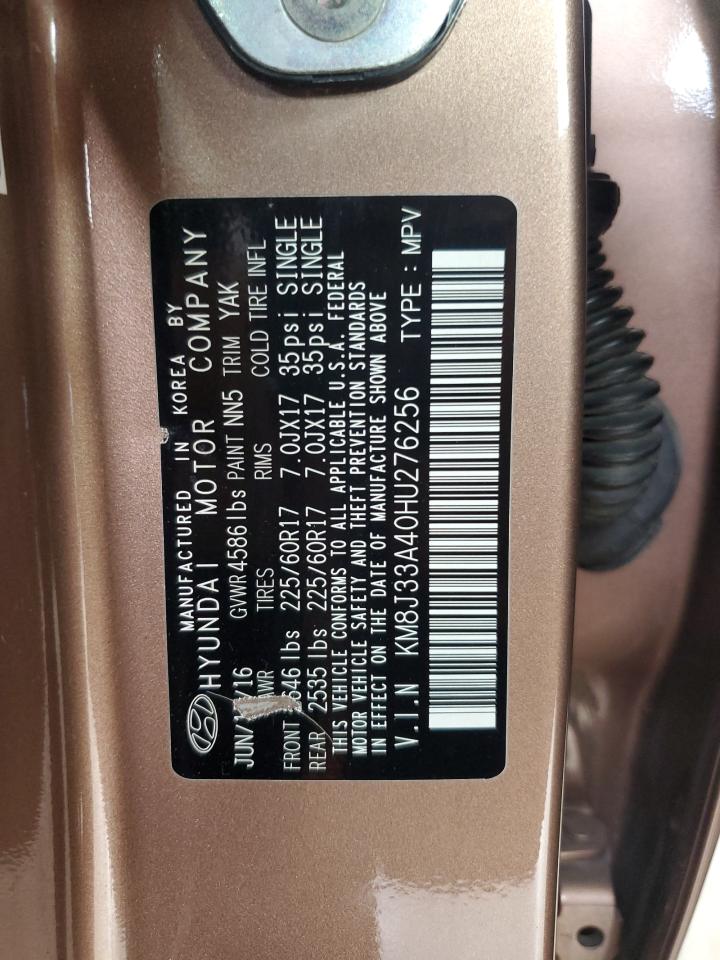 MANUFACTURED IN KOREA BY
HYUNDAI MOTOR COMPANY
GVWR 4586 lbs PAINT NN5 TRIM YAK
TIRES RIMS COLD TIRE INFL
FRONT lbs 225/60R17 7.0JX17 35psi SINGLE
REAR 2535 lbs 225/60R17 7.0JX17 35psi SINGLE
THIS VEHICLE CONFORMS TO ALL APPLICABLE U.S.A. FEDERAL
MOTOR VEHICLE SAFETY AND THEFT PREVENTION STANDARDS
IN EFFECT ON THE DATE OF MANUFACTURE SHOWN ABOVE
V.I.N KM8J33A40HU276256 TYPE : MPV